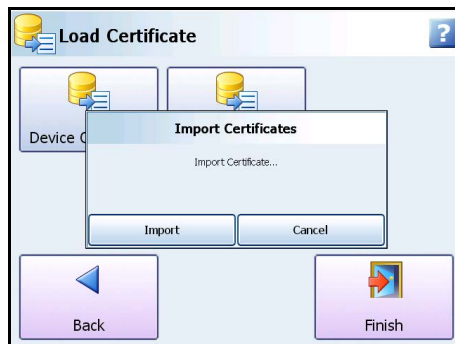 Load Certificate
?
Device
Import Certificates
Import Certificate...
Import
Cancel
Back
Finish